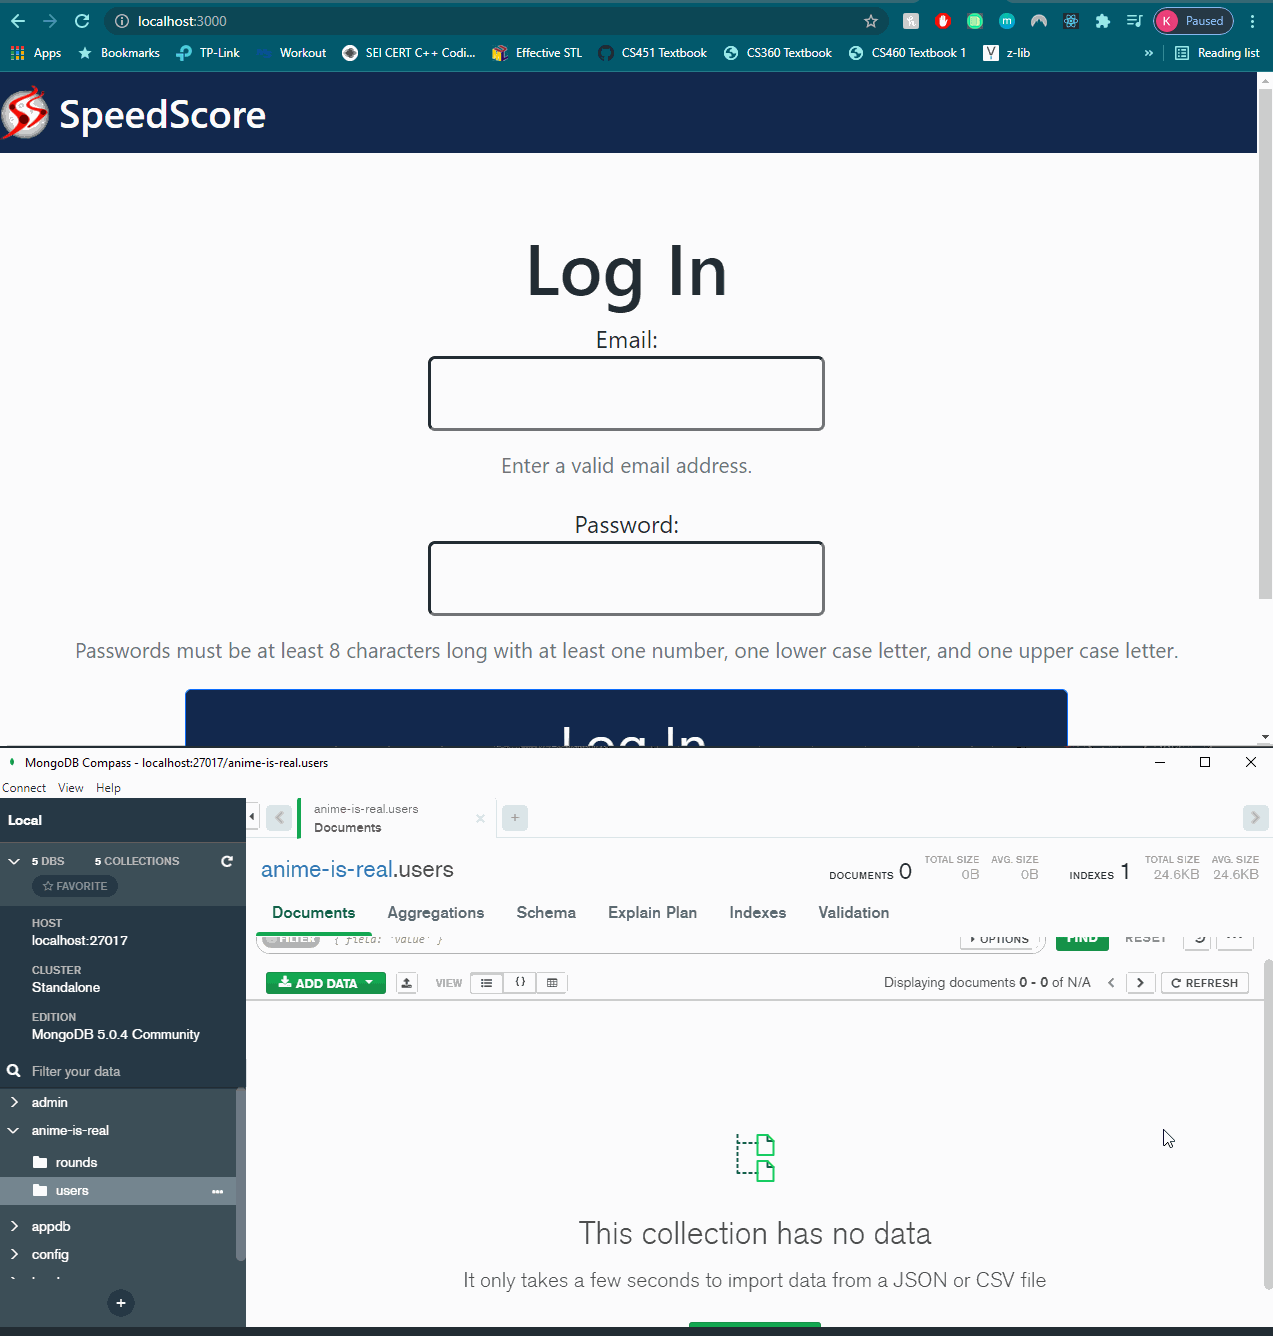 localhost:3000
K Paused
Apps Bookmarks TP-Link Workout SEI CERT C++ Codi... Effective STL CS451 Textbook CS360 Textbook CS460 Textbook 1 z-lib » Reading list
SpeedScore
Log In
Email:
Enter a valid email address.
Password:
Passwords must be at least 8 characters long with at least one number, one lower case letter, and one upper case letter.
Log In
MongoDB Compass - localhost:27017/anime-is-real.users
Connect View Help
Local
5 DBS 5 COLLECTIONS
FAVORITE
HOST
localhost:27017
CLUSTER
Standalone
EDITION
MongoDB 5.0.4 Community
Filter your data
admin
anime-is-real
rounds
users
appdb
config
anime-is-real.users
Documents
anime-is-real.users
DOCUMENTS 0 TOTAL SIZE 0B AVG. SIZE 0B INDEXES 1 TOTAL SIZE 24.6KB AVG. SIZE 24.6KB
Documents Aggregations Schema Explain Plan Indexes Validation
FILTER { field: 'value' } OPTIONS FIND RESET
ADD DATA VIEW {} Displaying documents 0 - 0 of N/A REFRESH
This collection has no data
It only takes a few seconds to import data from a JSON or CSV file